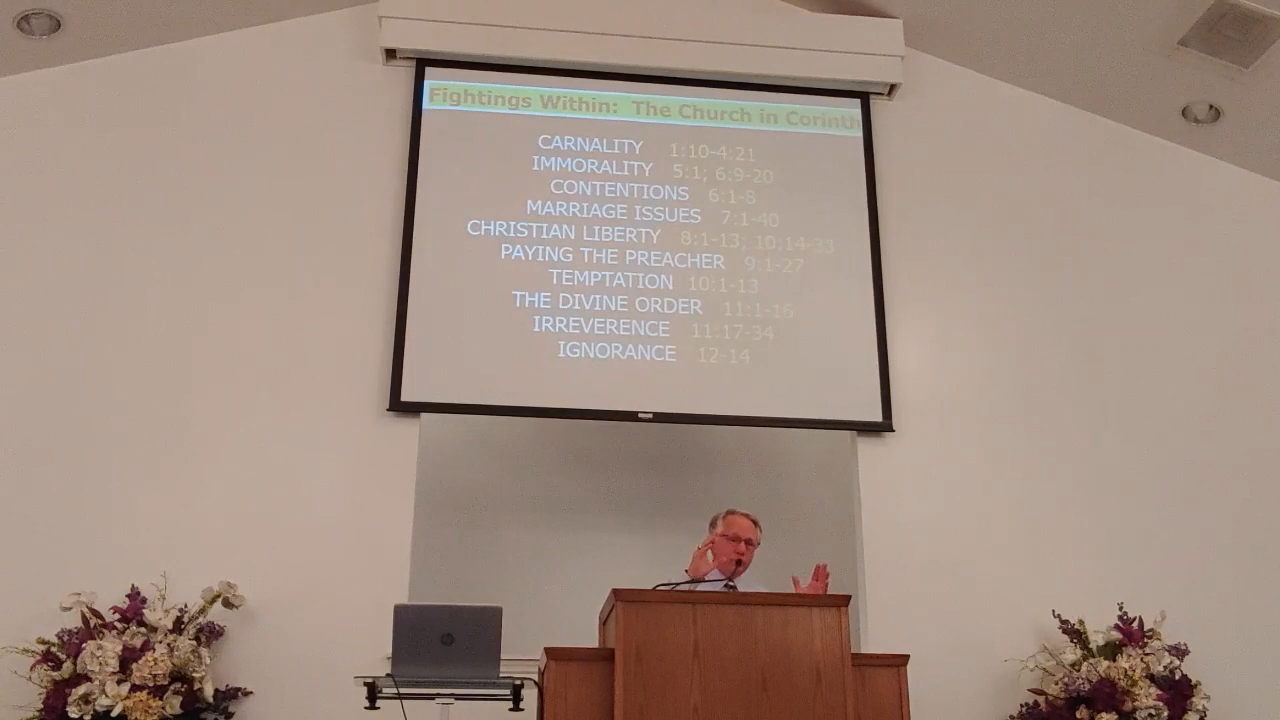 Fightings Within: The Church in Corinth
CARNALITY 1:10-4:21
IMMORALITY 5:1; 6:9-20
CONTENTIONS 6:1-8
MARRIAGE ISSUES 7:1-40
CHRISTIAN LIBERTY 8:1-13; 10:14-33
PAYING THE PREACHER 9:1-27
TEMPTATION 10:1-13
THE DIVINE ORDER 11:1-16
IRREVERENCE 11:17-34
IGNORANCE 12-14
hp